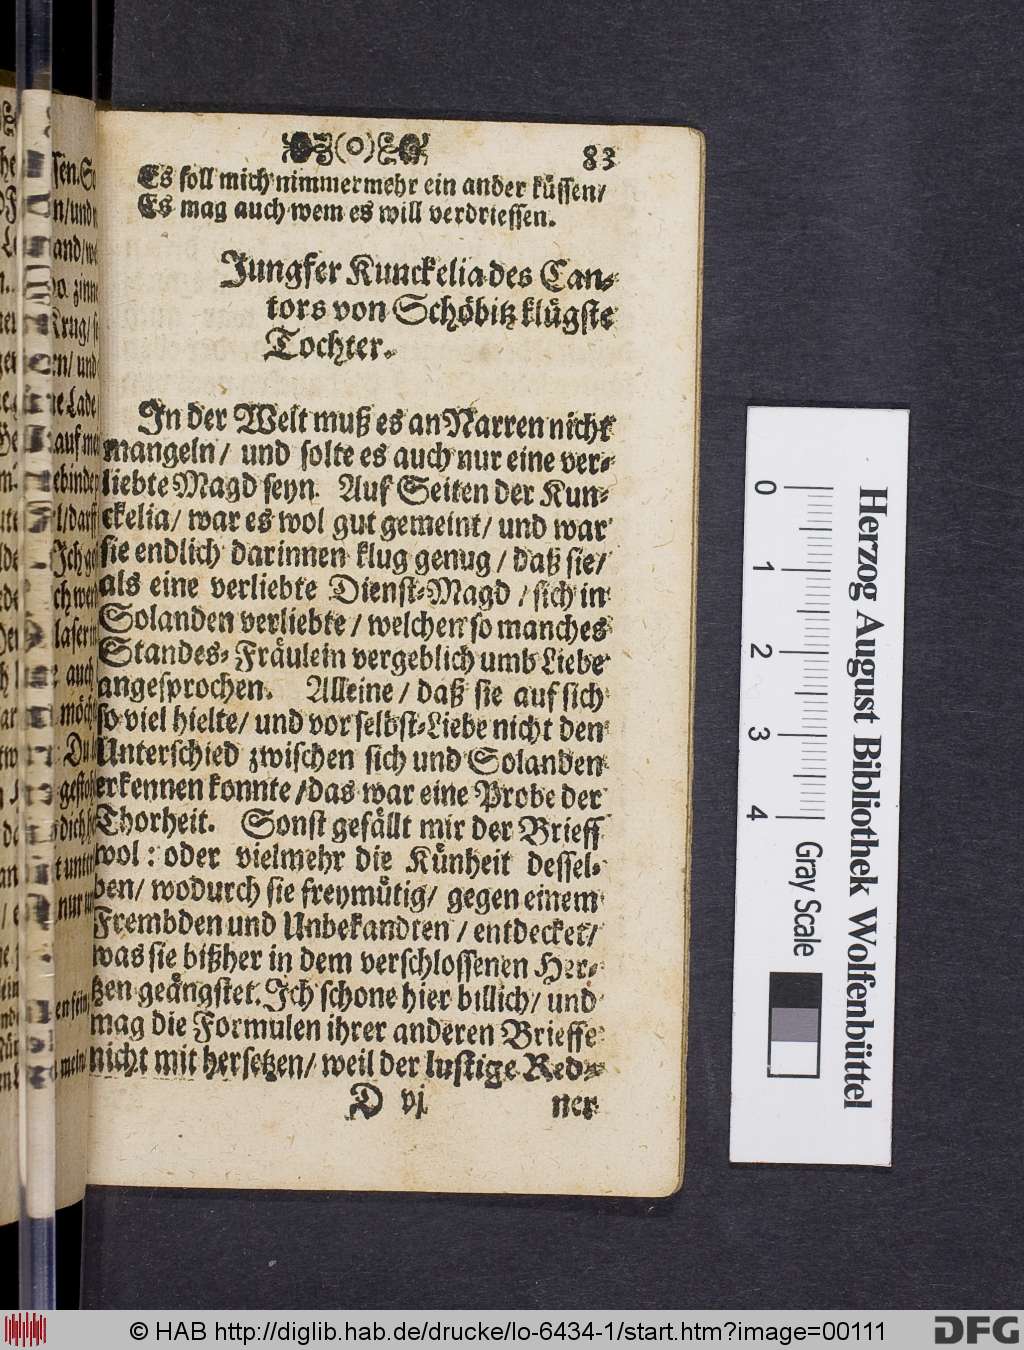 83
Es soll mich nimmermehr ein ander küssen/
Es mag auch wem es will verdriessen.
Jungfer Kunckelia des Can-
tors von Schöbitz klügste
Tochter.
In der Welt muß es an Narren nicht
mangeln/ und solte es auch nur eine ver-
liebte Magd seyn. Auf Seiten der Kun-
ckelia/ war es wol gut gemeint/ und war
sie endlich darinnen klug genug/ daß sie/
als eine verliebte Dienst-Magd/ sich in
Solanden verliebte/ welchen so manches
Standes-Fräulein vergeblich umb Liebe
angesprochen. Alleine/ daß sie auf sich
so viel hielte/ und vor selbst-Liebe nicht den
Unterschied zwischen sich und Solanden
erkennen konnte/das war eine Probe der
Thorheit. Sonst gefällt mir der Brieff
wol: oder vielmehr die Künheit dessel-
ben/ wodurch sie freymütig/ gegen einem
Frembden und Unbekandten/ entdecket/
was sie bißher in dem verschlossenen Her-
tzen geängstet. Ich schone hier billich/ und
mag die Formulen ihrer anderen Brieffe
nicht mit hersetzen/ weil der lustige Red-
D vj
ner
Herzog August Bibliothek Wolfenbüttel
0
1
2
3
4
Gray Scale
© HAB http://diglib.hab.de/drucke/lo-6434-1/start.htm?image=00111
DFG